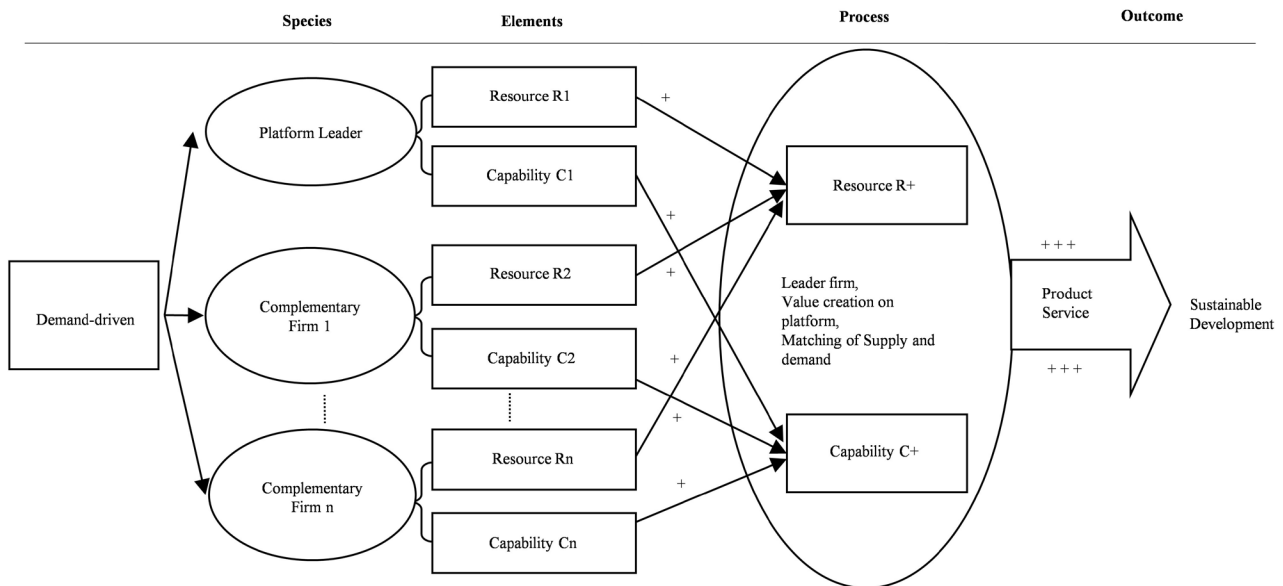 Species
Elements
Process
Outcome
Demand-driven
Platform Leader
Complementary
Firm 1
Complementary
Firm n
Resource R1
Capability C1
Resource R2
Capability C2
Resource Rn
Capability Cn
+
+
+
+
+
+
Resource R+
Leader firm,
Value creation on
platform,
Matching of Supply and
demand
Capability C+
+++
Product
Service
+++
Sustainable
Development